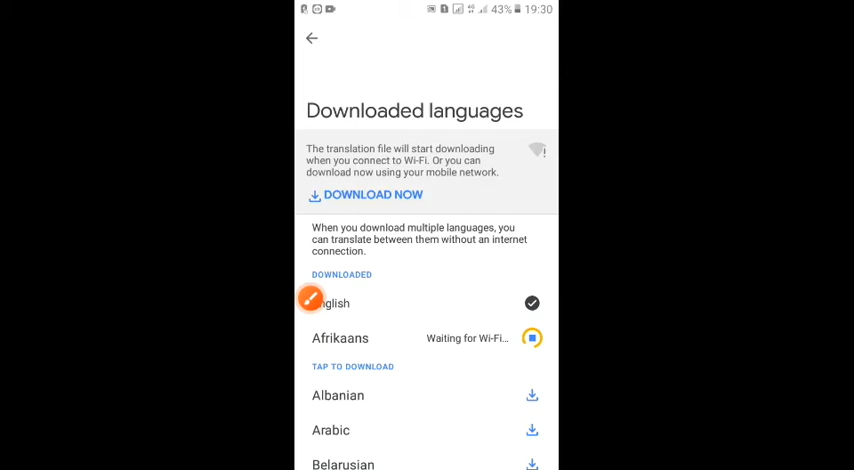 43% 19:30
Downloaded languages
The translation file will start downloading
when you connect to Wi-Fi. Or you can
download now using your mobile network.
DOWNLOAD NOW
When you download multiple languages, you
can translate between them without an internet
connection.
DOWNLOADED
nglish
Afrikaans Waiting for Wi-Fi...
TAP TO DOWNLOAD
Albanian
Arabic
Belarusian